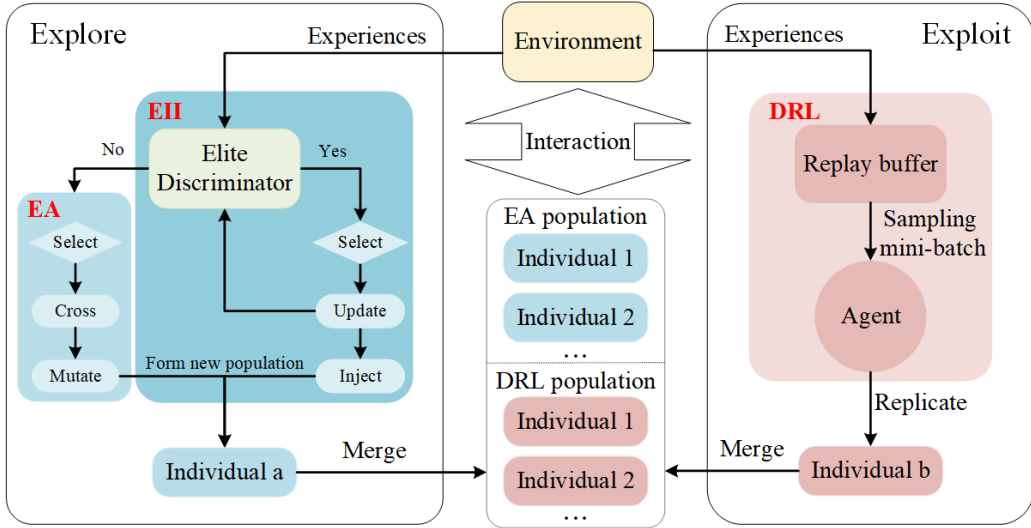 Explore
Experiences
Environment
Experiences
Exploit
EII
DRL
No
Elite
Discriminator
Yes
Interaction
Replay buffer
EA
Select
Select
EA population
Sampling
mini-batch
Individual 1
Cross
Update
Individual 2
Agent
...
Mutate
Form new population
Inject
DRL population
Individual 1
Replicate
Individual a
Merge
Individual 2
Merge
Individual b
...